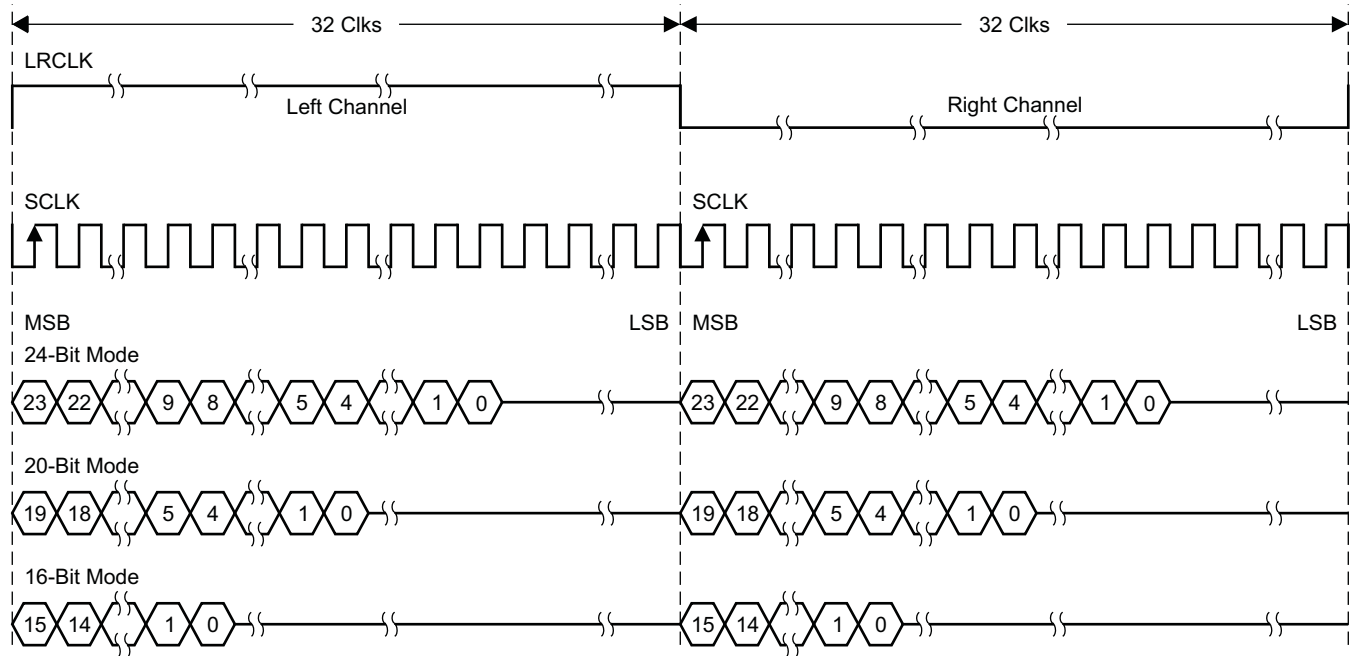 32 Clks 32 Clks
LRCLK
Left Channel Right Channel
SCLK SCLK
MSB LSB MSB LSB
24-Bit Mode
23 22 9 8 5 4 1 0 23 22 9 8 5 4 1 0
20-Bit Mode
19 18 5 4 1 0 19 18 5 4 1 0
16-Bit Mode
15 14 1 0 15 14 1 0